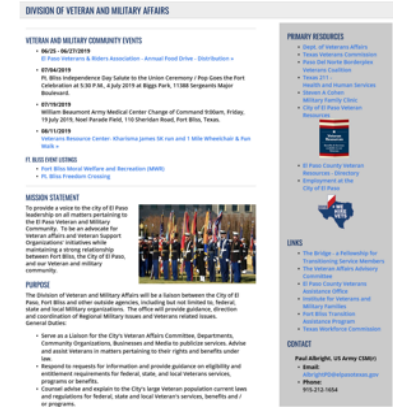 DIVISION OF VETERAN AND MILITARY AFFAIRS
VETERAN AND MILITARY COMMUNITY EVENTS
06/25 - 06/27/2019
El Paso Veterans & Riders Association - Annual Food Drive - Distribution »
07/04/2019
Ft. Bliss Independence Day Salute to the Union Ceremony / Pop Goes the Fort
Celebration at 5:30 P.M., 4 July 2019 at Biggs Park, 11388 Sergeants Major
Boulevard.
07/19/2019
William Beaumont Army Medical Center Change of Command 9:00am, Friday,
19 July 2019, Noel Parade Field, 110 Sheridan Road, Fort Bliss, Texas.
08/11/2019
Veterans Resource Center: Kharisma James 5K run and 1 Mile Wheelchair & Fun
Walk »
FT. BLISS EVENT LISTINGS
Fort Bliss Moral Welfare and Recreation (MWR)
Ft. Bliss Freedom Crossing
MISSION STATEMENT
To provide a voice to the city of El Paso
leadership on all matters pertaining to
the El Paso Veteran and Military
Community. To be an advocate for
Veteran affairs and Veteran Support
Organizations' initiatives while
maintaining a strong relationship
between Fort Bliss, the City of El Paso,
and our Veteran and military
community.
PURPOSE
The Division of Veteran and Military Affairs will be a liaison between the City of El
Paso, Fort Bliss and other outside agencies, including but not limited to, federal,
state and local Military organizations. The office will provide guidance, direction
and coordination of Regional Military Issues and Veterans related issues.
General Duties:
Serve as a Liaison for the City's Veteran Affairs Committee, Departments,
Community Organizations, Businesses and Media to publicize services. Advise
and assist Veterans in matters pertaining to their rights and benefits under
law.
Respond to requests for information and provide guidance on eligibility and
entitlement requirements for federal, state, and local Veterans services,
programs or benefits.
Counsel advise and explain to the City's large Veteran population current laws
and regulations for federal, state and local Veteran's services, benefits and /
or programs.
PRIMARY RESOURCES
Dept. of Veterans Affairs
Texas Veterans Commission
Paso Del Norte Borderplex
Veterans Coalition
Texas 211 -
Health and Human Services
Steven A Cohen
Military Family Clinic
City of El Paso Veteran
Resources
Veterans
Resources
El Paso County Veteran
Resources - Directory
Employment at the
City of El Paso
WE
HIRE
VETS
LINKS
The Bridge - a Fellowship for
Transitioning Service Members
The Veteran Affairs Advisory
Committee
El Paso County Veterans
Assistance Office
Institute for Veterans and
Military Families
Fort Bliss Transition
Assistance Program
Texas Workforce Commission
CONTACT
Paul Albright, US Army CSM(r)
Email:
AlbrightPD@elpasotexas.gov
Phone:
915-212-1654